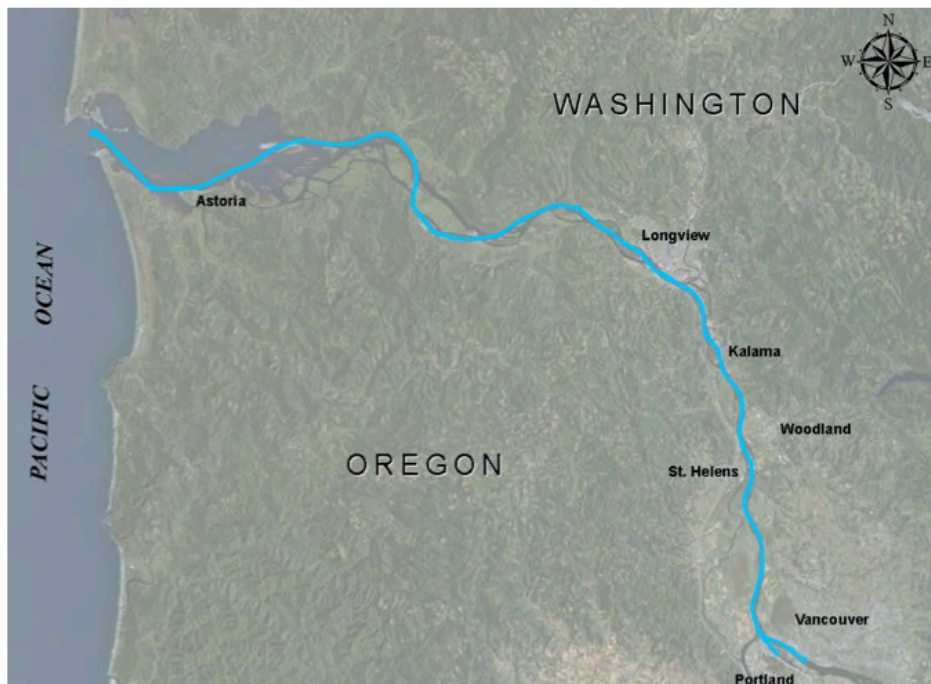 N
W E
S
WASHINGTON
Astoria
Longview
PACIFIC OCEAN
Kalama
Woodland
OREGON
St. Helens
Vancouver
Portland